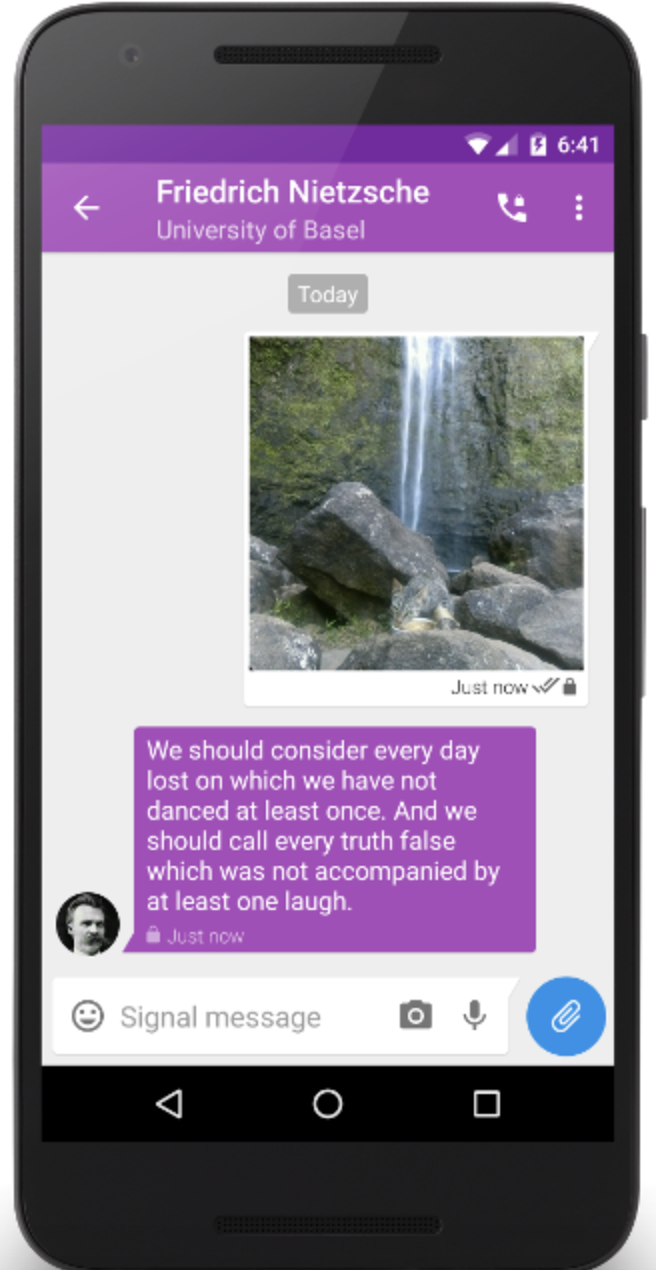 6:41
Friedrich Nietzsche
University of Basel
Today
Just now
We should consider every day
lost on which we have not
danced at least once. And we
should call every truth false
which was not accompanied by
at least one laugh.
Just now
Signal message